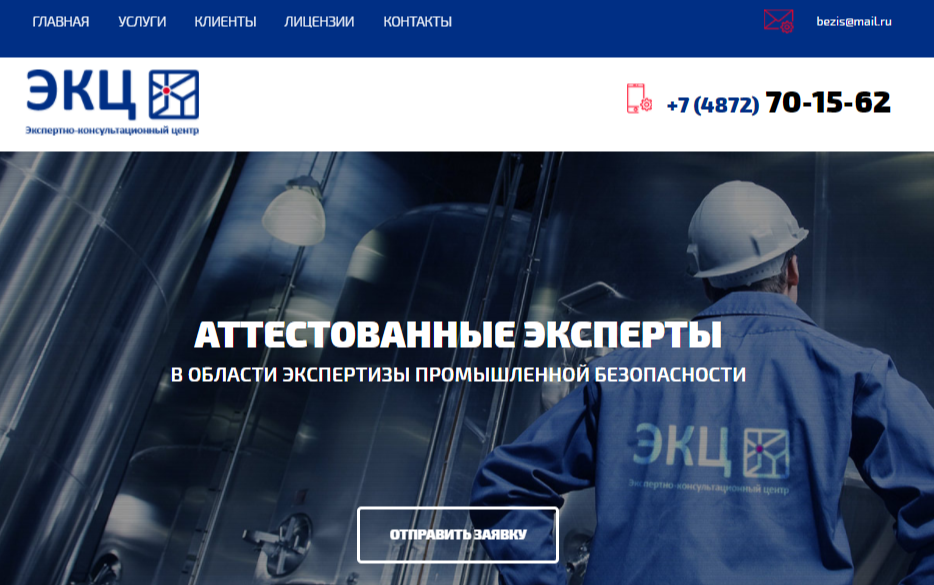 ГЛАВНАЯ УСЛУГИ КЛИЕНТЫ ЛИЦЕНЗИИ КОНТАКТЫ bezis@mail.ru
ЭКЦ
Экспертно-консультационный центр
+7 (4872) 70-15-62
АТТЕСТОВАННЫЕ ЭКСПЕРТЫ
В ОБЛАСТИ ЭКСПЕРТИЗЫ ПРОМЫШЛЕННОЙ БЕЗОПАСНОСТИ
ЭКЦ
Экспертно-консультационный центр
ОТПРАВИТЬ ЗАЯВКУ